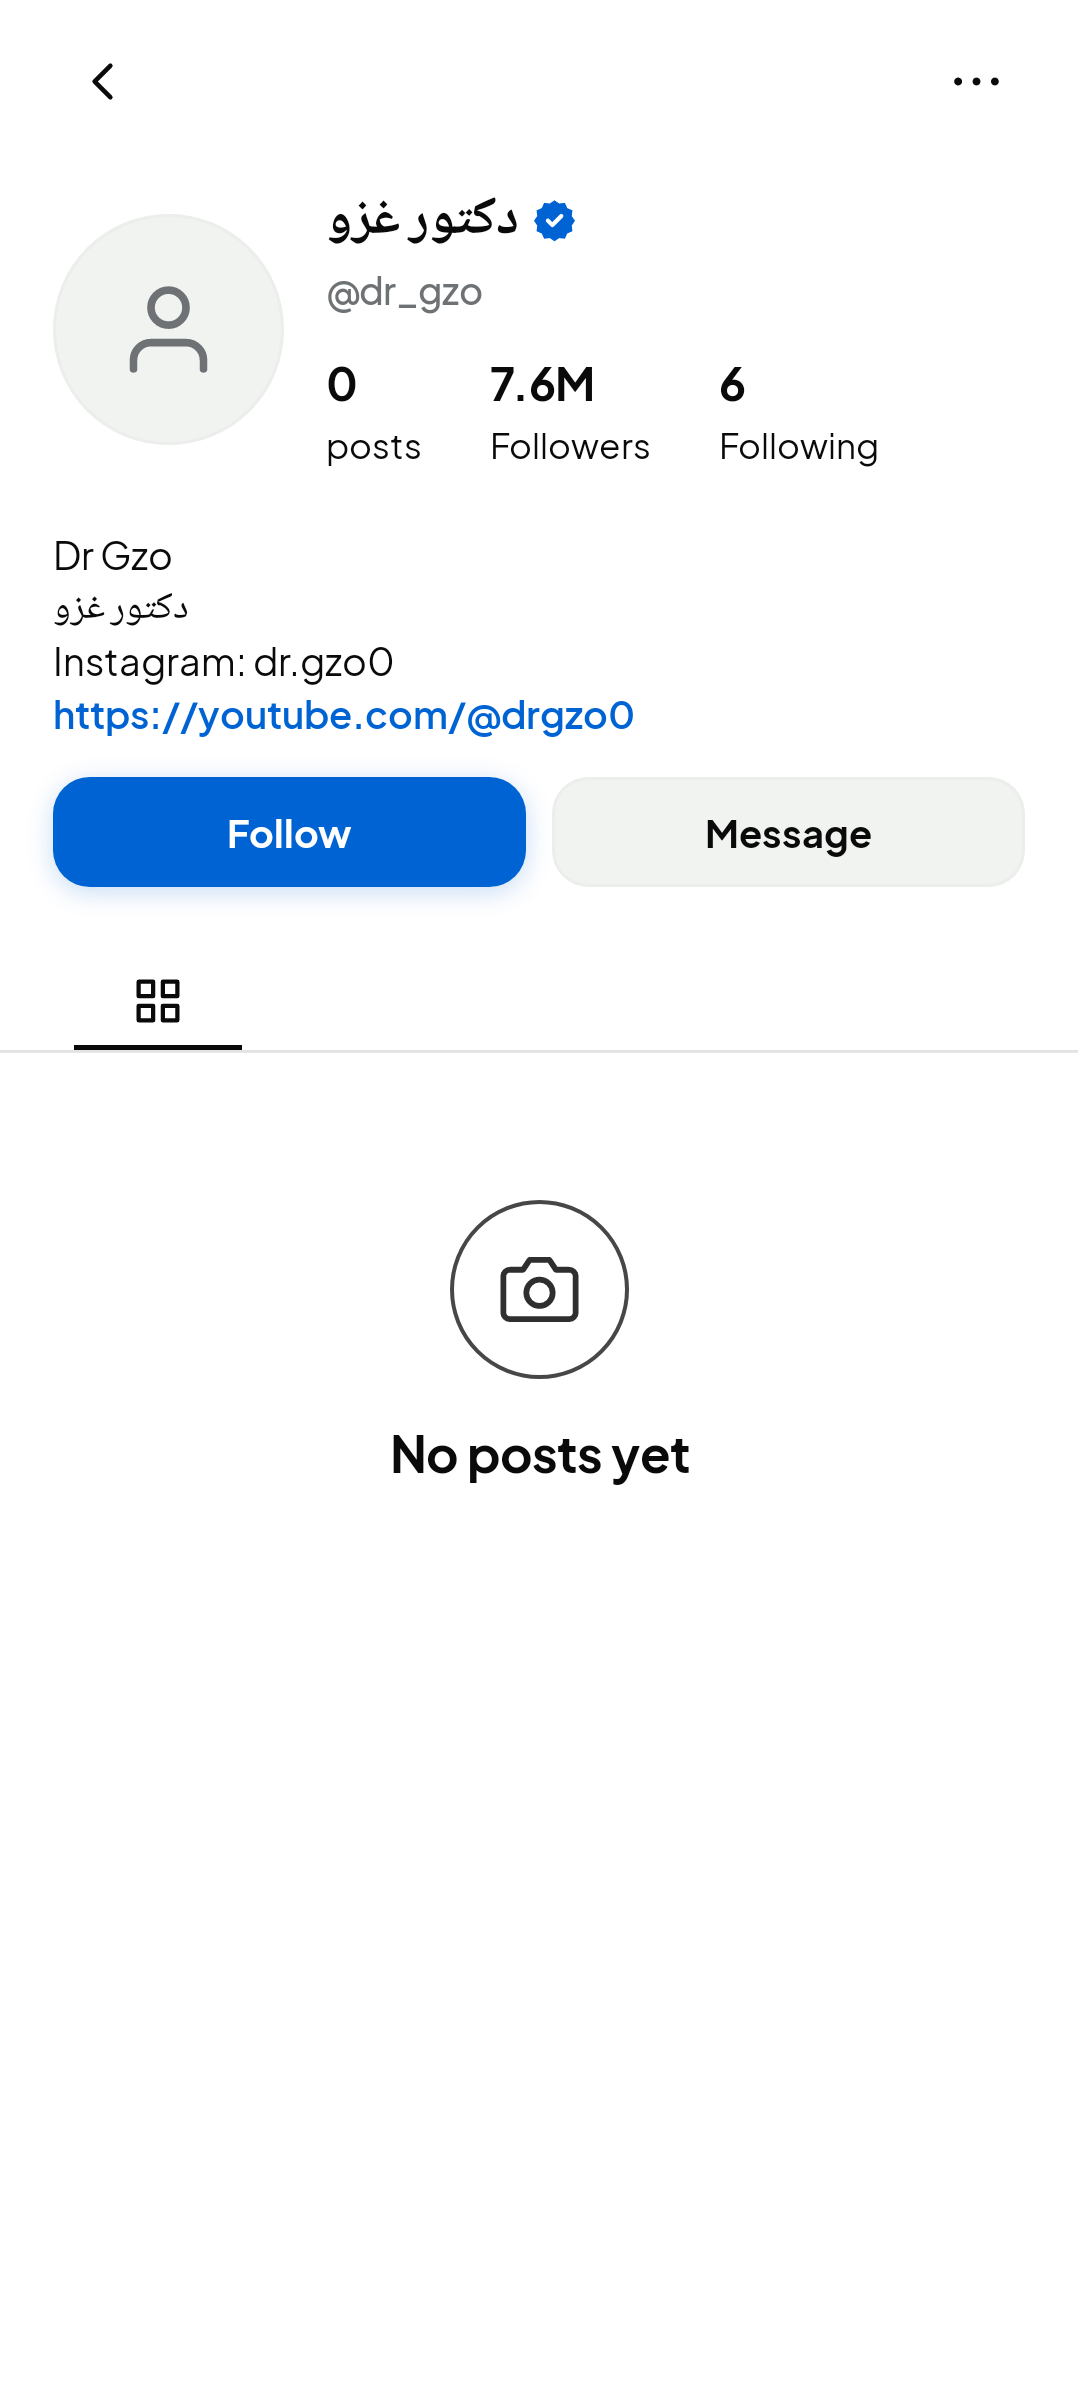 دكتور غزو
@dr_gzo
0 7.6M 6
posts Followers Following
Dr Gzo
دكتور غزو
Instagram: dr.gzo0
https://youtube.com/@drgzo0
Follow Message
No posts yet